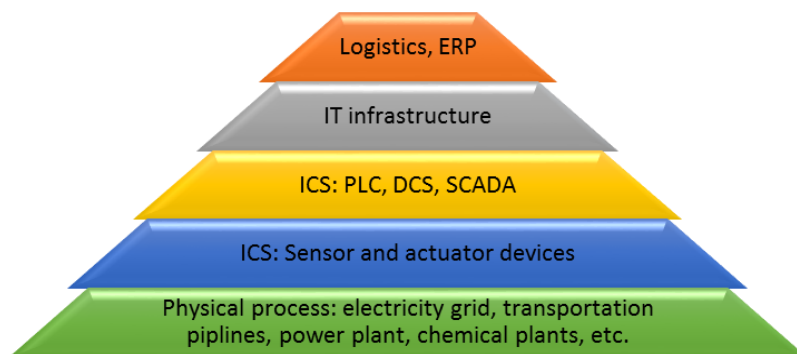 Logistics, ERP
IT infrastructure
ICS: PLC, DCS, SCADA
ICS: Sensor and actuator devices
Physical process: electricity grid, transportation
piplines, power plant, chemical plants, etc.